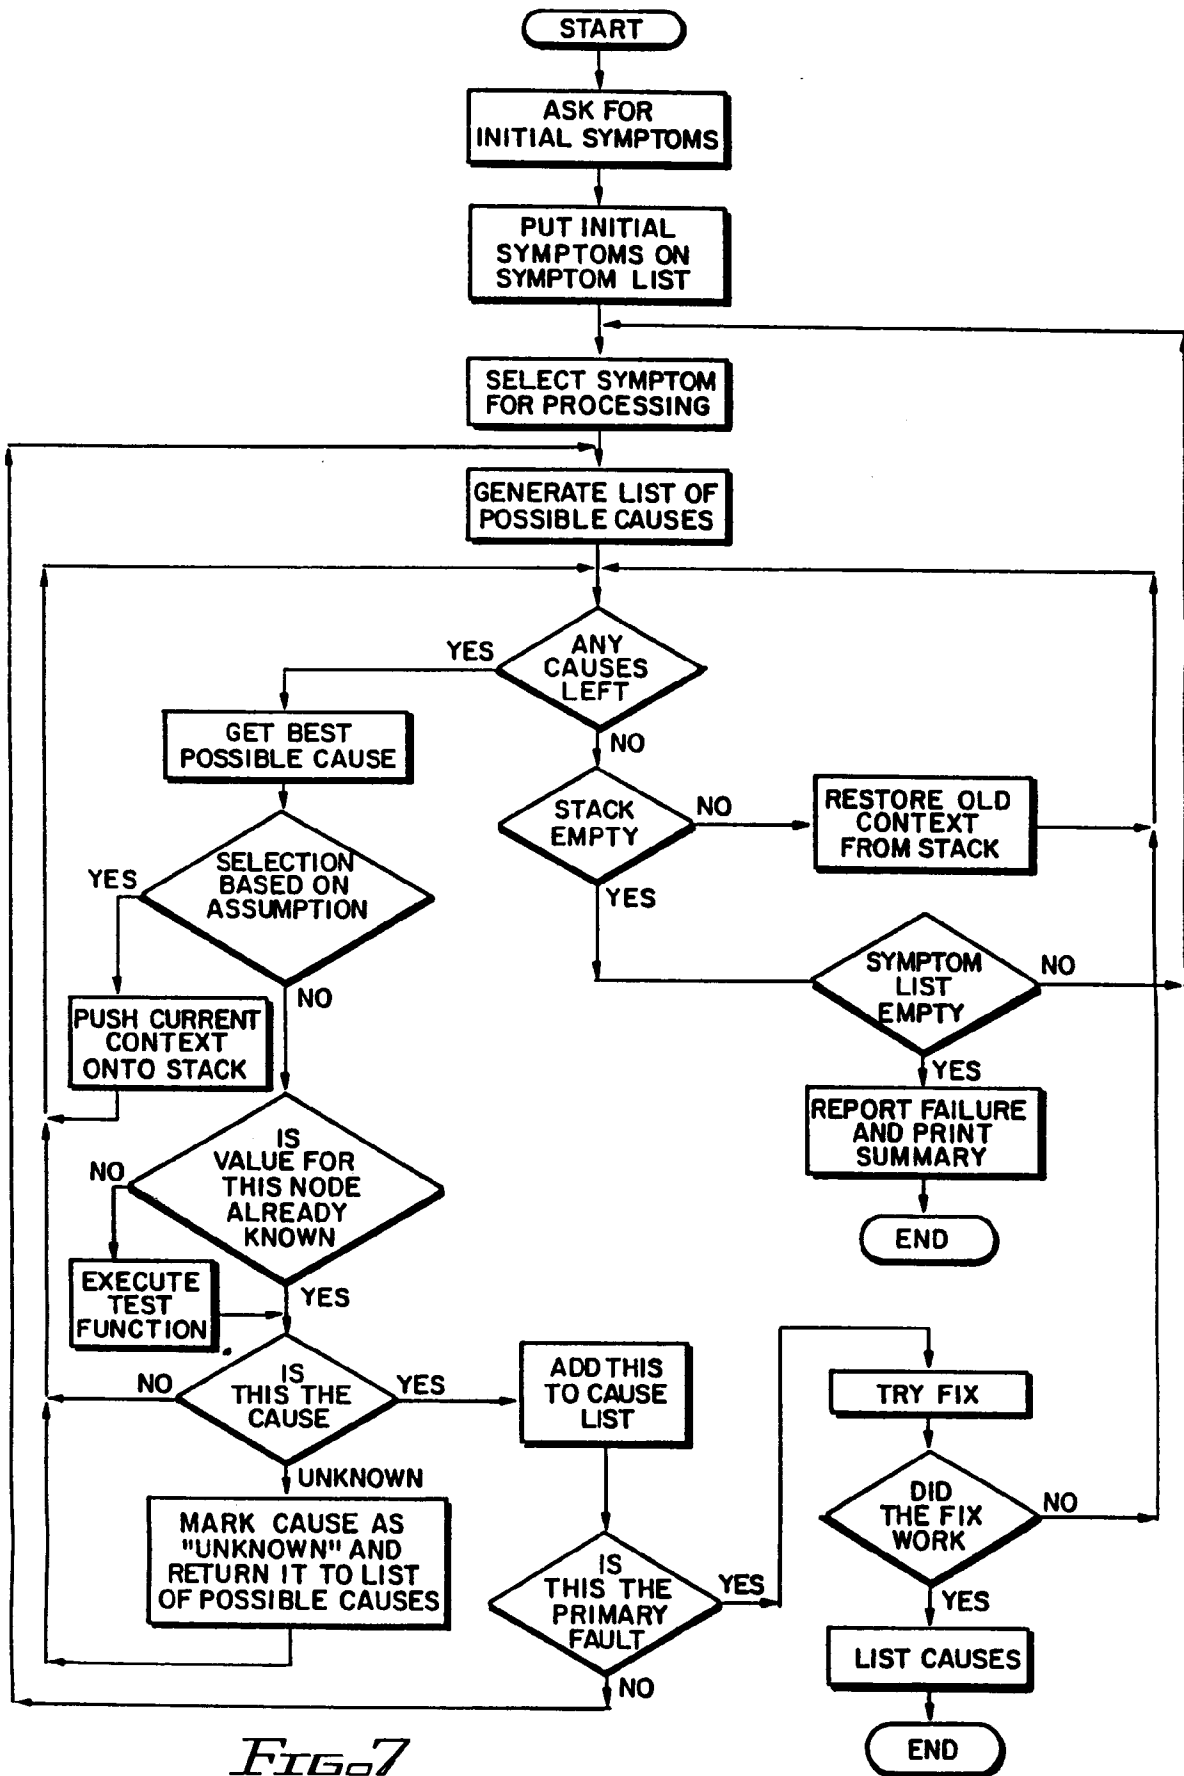 START
ASK FOR
INITIAL SYMPTOMS
PUT INITIAL
SYMPTOMS ON
SYMPTOM LIST
SELECT SYMPTOM
FOR PROCESSING
GENERATE LIST OF
POSSIBLE CAUSES
ANY
CAUSES
LEFT
YES
NO
GET BEST
POSSIBLE CAUSE
STACK
EMPTY
NO
YES
RESTORE OLD
CONTEXT
FROM STACK
SELECTION
BASED ON
ASSUMPTION
YES
NO
PUSH CURRENT
CONTEXT
ONTO STACK
SYMPTOM
LIST
EMPTY
NO
YES
REPORT FAILURE
AND PRINT
SUMMARY
END
IS
VALUE FOR
THIS NODE
ALREADY
KNOWN
NO
YES
EXECUTE
TEST
FUNCTION
IS
THIS THE
CAUSE
NO
YES
UNKNOWN
MARK CAUSE AS
"UNKNOWN" AND
RETURN IT TO LIST
OF POSSIBLE CAUSES
ADD THIS
TO CAUSE
LIST
IS
THIS THE
PRIMARY
FAULT
YES
NO
TRY FIX
DID
THE FIX
WORK
NO
YES
LIST CAUSES
END
FIG. 7